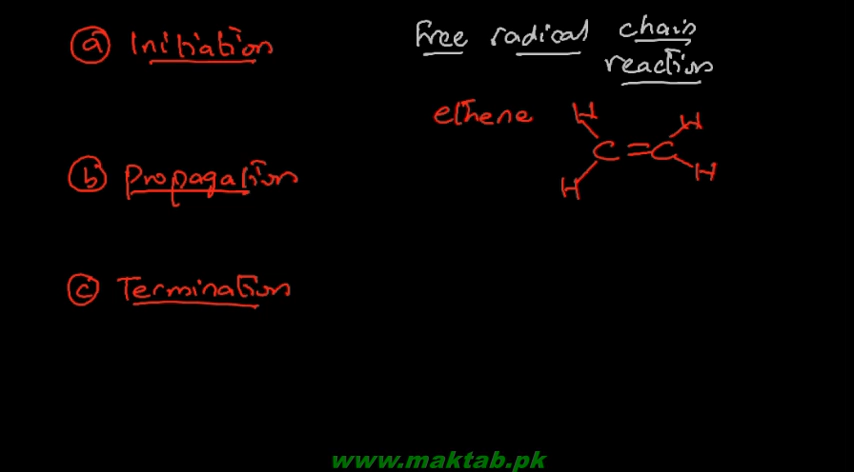 a Initiation
Free radical chain
reaction
ethene
H
H
C=C
H
H
b Propagation
c Termination
www.maktab.pk